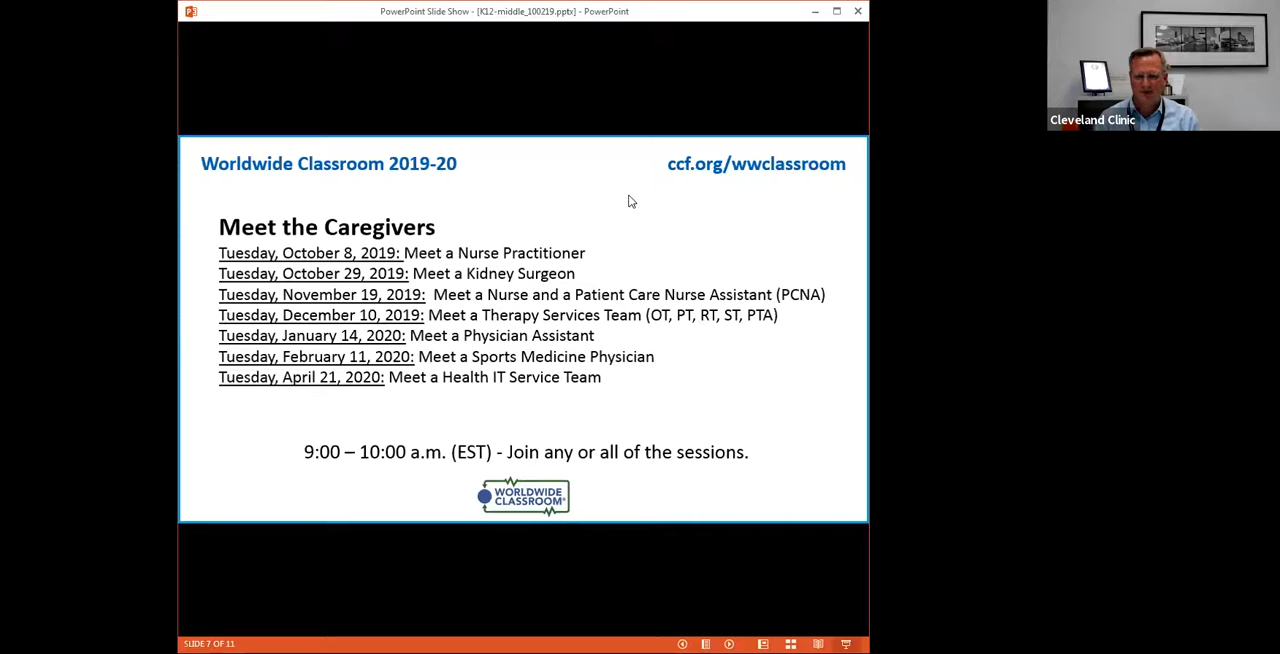 PowerPoint Slide Show - [K12-middle_100219.pptx] - PowerPoint
Cleveland Clinic
Worldwide Classroom 2019-20
ccf.org/wwclassroom
Meet the Caregivers
Tuesday, October 8, 2019: Meet a Nurse Practitioner
Tuesday, October 29, 2019: Meet a Kidney Surgeon
Tuesday, November 19, 2019: Meet a Nurse and a Patient Care Nurse Assistant (PCNA)
Tuesday, December 10, 2019: Meet a Therapy Services Team (OT, PT, RT, ST, PTA)
Tuesday, January 14, 2020: Meet a Physician Assistant
Tuesday, February 11, 2020: Meet a Sports Medicine Physician
Tuesday, April 21, 2020: Meet a Health IT Service Team
9:00 – 10:00 a.m. (EST) - Join any or all of the sessions.
WORLDWIDE
CLASSROOM®
SLIDE 7 OF 11